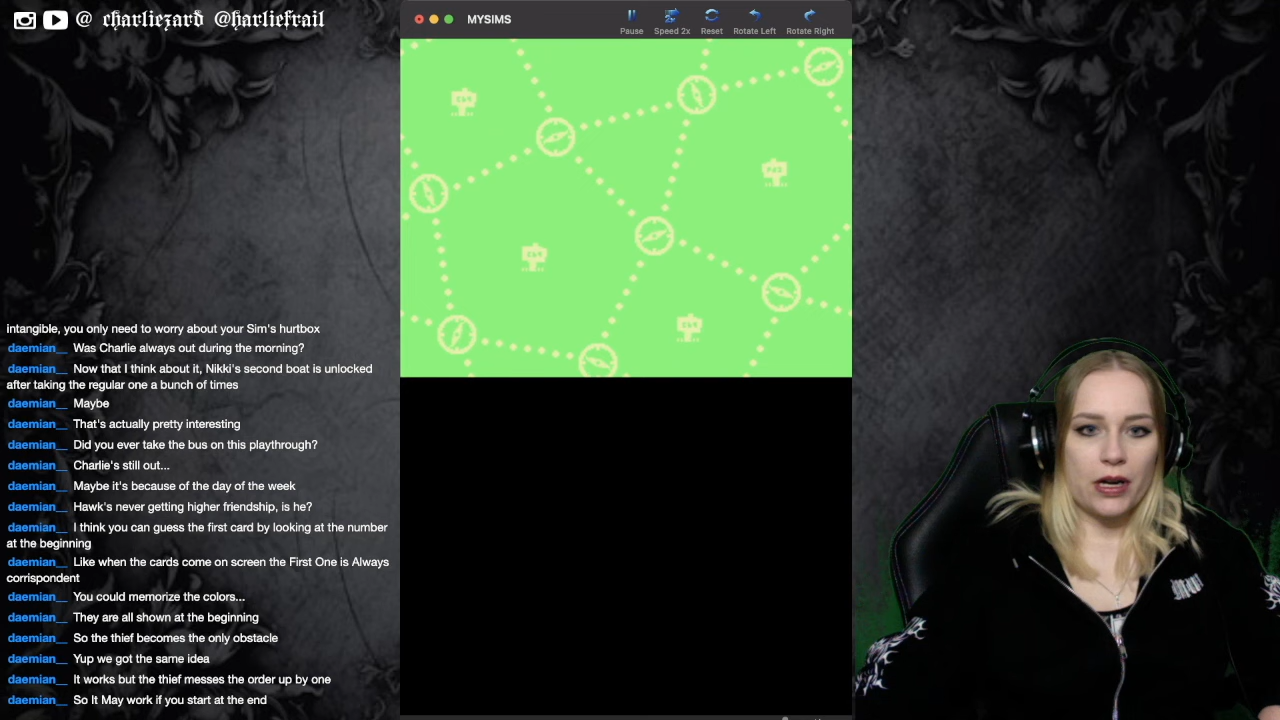 @ charliezard @harliefrail
MYSIMS
Pause Speed 2x Reset Rotate Left Rotate Right
intangible, you only need to worry about your Sim's hurtbox
daemian__ Was Charlie always out during the morning?
daemian__ Now that I think about it, Nikki's second boat is unlocked
after taking the regular one a bunch of times
daemian__ Maybe
daemian__ That's actually pretty interesting
daemian__ Did you ever take the bus on this playthrough?
daemian__ Charlie's still out...
daemian__ Maybe it's because of the day of the week
daemian__ Hawk's never getting higher friendship, is he?
daemian__ I think you can guess the first card by looking at the number
at the beginning
daemian__ Like when the cards come on screen the First One is Always
corrispondent
daemian__ You could memorize the colors...
daemian__ They are all shown at the beginning
daemian__ So the thief becomes the only obstacle
daemian__ Yup we got the same idea
daemian__ It works but the thief messes the order up by one
daemian__ So It May work if you start at the end